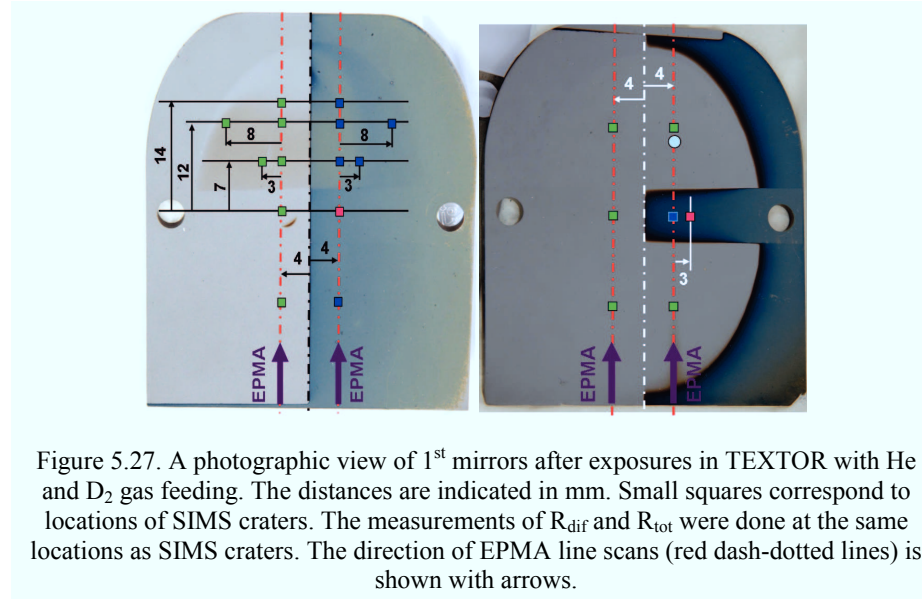 4
4
14
12
8
8
7
3
3
4
4
3
EPMA
EPMA
EPMA
EPMA
Figure 5.27. A photographic view of 1st mirrors after exposures in TEXTOR with He
and D2 gas feeding. The distances are indicated in mm. Small squares correspond to
locations of SIMS craters. The measurements of Rdif and Rtot were done at the same
locations as SIMS craters. The direction of EPMA line scans (red dash-dotted lines) is
shown with arrows.